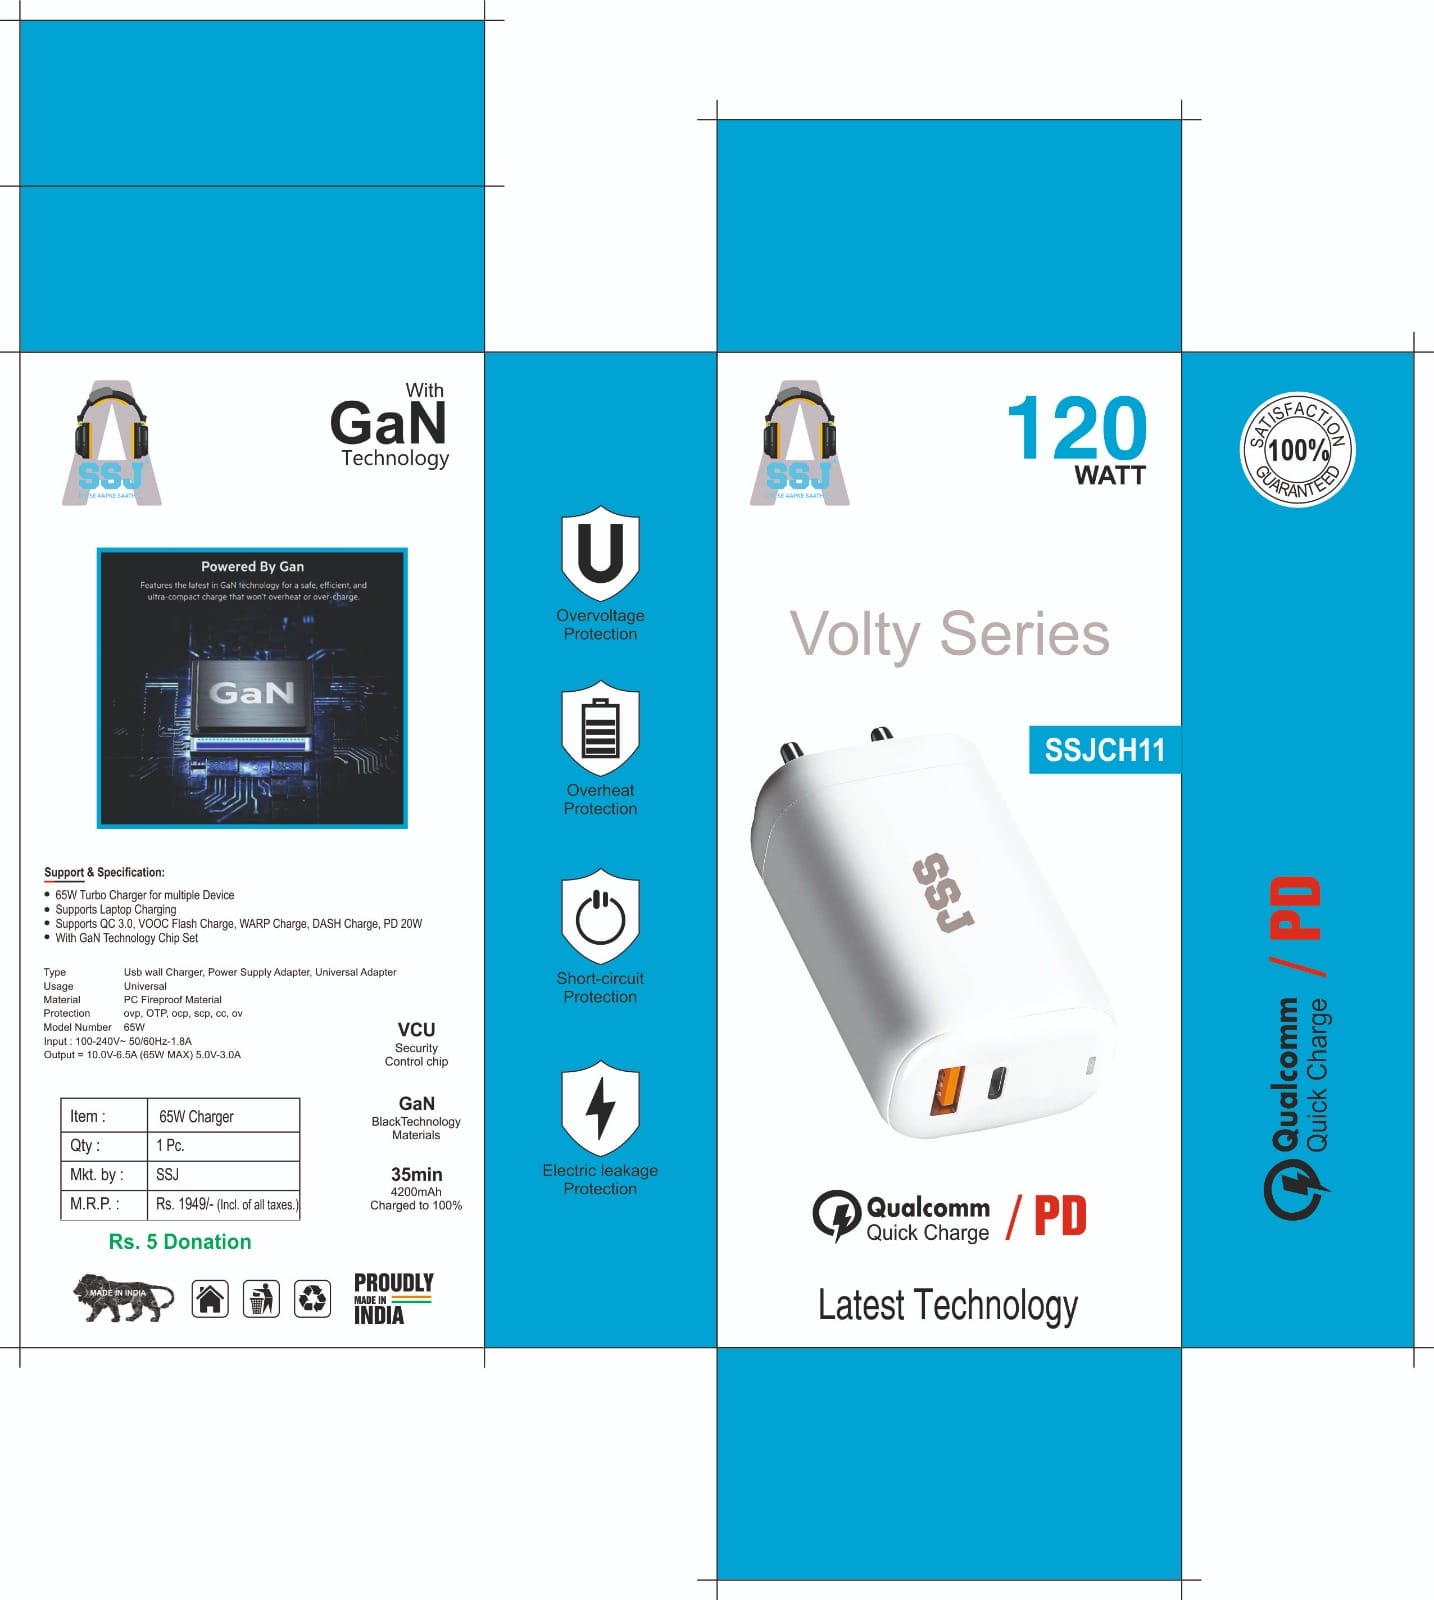 SSJ
SE AAPKE SAATH
With
GaN
Technology
Powered By Gan
Features the latest in GaN technology for a safe, efficient, and
ultra-compact charge that won't overheat or over-charge.
GaN
Support & Specification:
65W Turbo Charger for multiple Device
Supports Laptop Charging
Supports QC 3.0, VOOC Flash Charge, WARP Charge, DASH Charge, PD 20W
With GaN Technology Chip Set
Type Usb wall Charger, Power Supply Adapter, Universal Adapter
Usage Universal
Material PC Fireproof Material
Protection ovp, OTP, ocp, scp, cc, ov
Model Number 65W
Input : 100-240V~ 50/60Hz-1.8A
Output = 10.0V-6.5A (65W MAX) 5.0V-3.0A
VCU
Security
Control chip
GaN
BlackTechnology
Materials
35min
4200mAh
Charged to 100%
Item : 65W Charger
Qty : 1 Pc.
Mkt. by : SSJ
M.R.P. : Rs. 1949/- (Incl. of all taxes.)
Rs. 5 Donation
MADE IN INDIA
PROUDLY
MADE IN
INDIA
U
Overvoltage
Protection
Overheat
Protection
Short-circuit
Protection
Electric leakage
Protection
SSJ
SE AAPKE SAATH
120
WATT
Volty Series
SSJCH11
SSJ
Qualcomm
Quick Charge
/ PD
Latest Technology
SATISFACTION
100%
GUARANTEED
Qualcomm
Quick Charge
/ PD